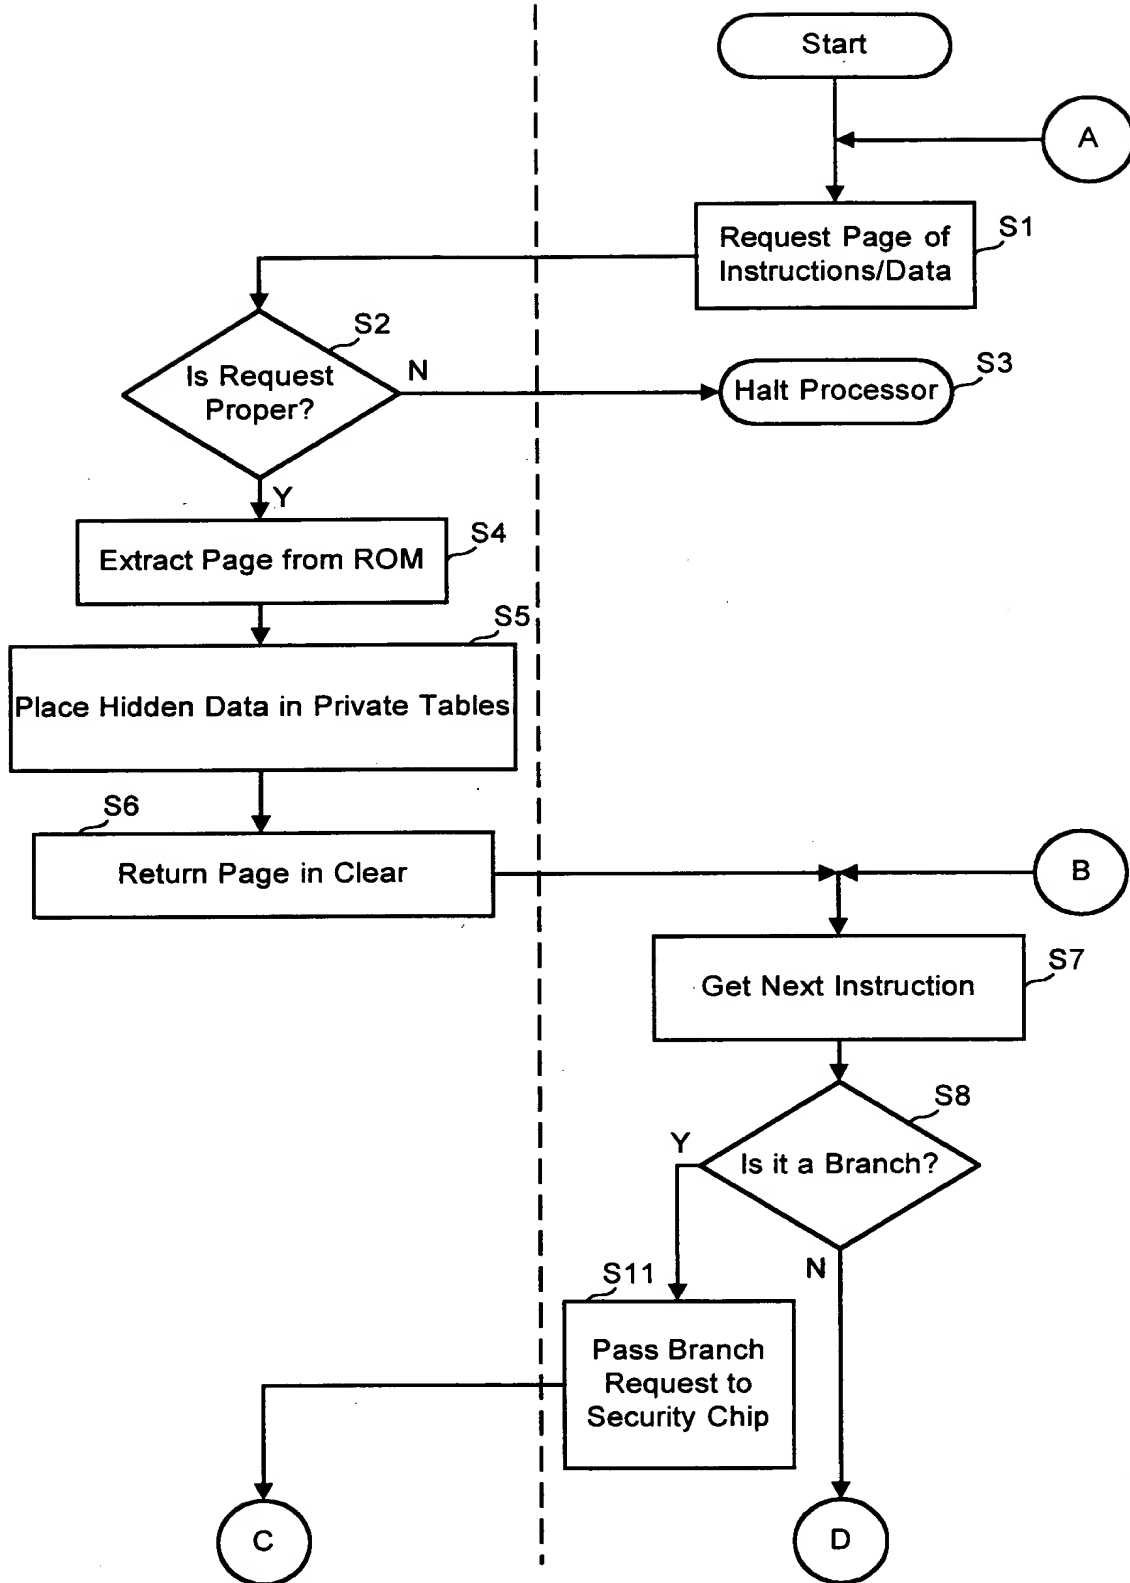 Start
A
Request Page of
Instructions/Data
S1
Is Request
Proper?
S2
N
Halt Processor
S3
Y
Extract Page from ROM
S4
S5
Place Hidden Data in Private Tables
S6
Return Page in Clear
B
Get Next Instruction
S7
S8
Is it a Branch?
Y
N
S11
Pass Branch
Request to
Security Chip
C
D